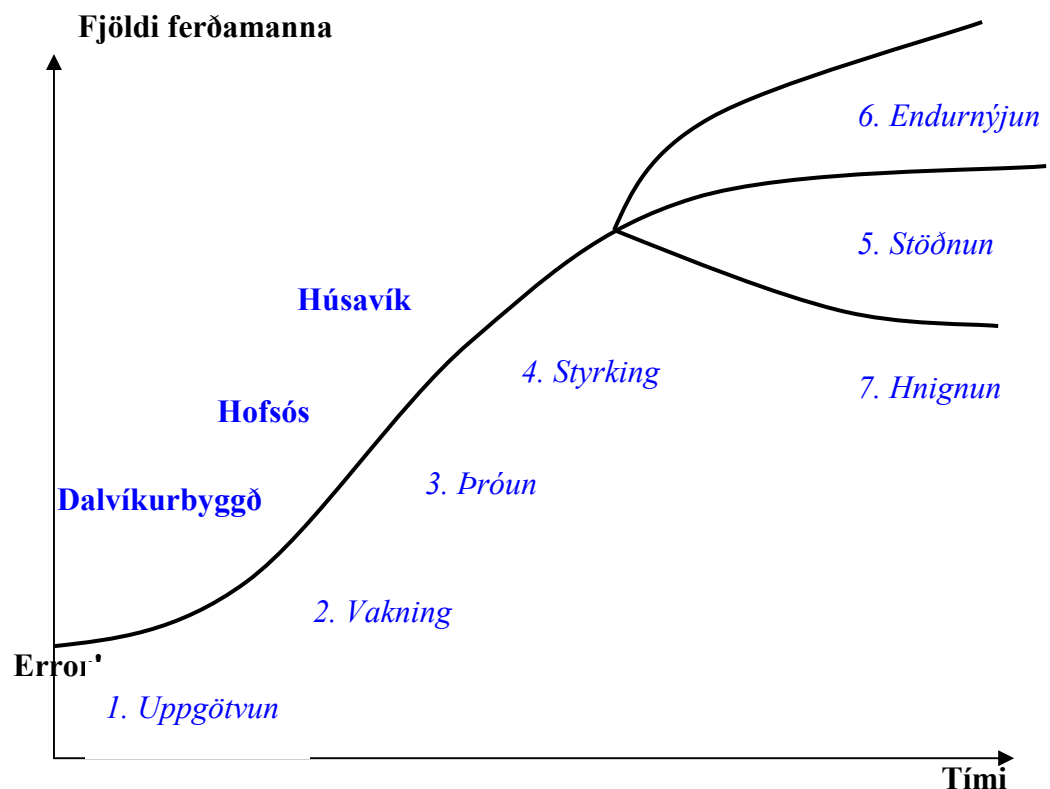 Fjöldi ferðamanna
6. Endurnýjun
5. Stöðnun
Húsavík
4. Styrking
7. Hnignun
Hofsós
3. Þróun
Dalvíkurbyggð
2. Vakning
Error!
1. Uppgötvun
Tími